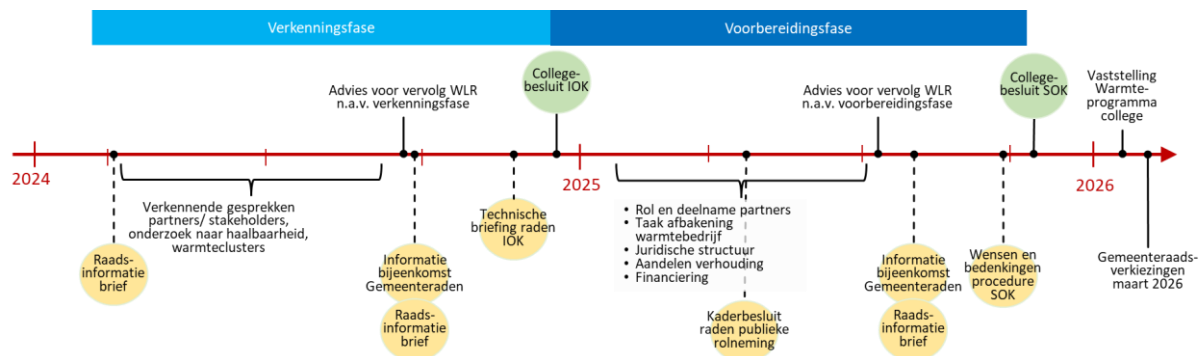 Verkenningsfase
Voorbereidingsfase
College-
besluit IOK
College-
besluit SOK
Advies voor vervolg WLR
n.a.v. verkenningsfase
Advies voor vervolg WLR
n.a.v. voorbereidingsfase
Vaststelling
Warmte-
programma
college
2024
2025
2026
Verkennende gesprekken
partners/ stakeholders,
onderzoek naar haalbaarheid,
warmteclusters
• Rol en deelname partners
• Taak afbakening
warmtebedrijf
• Juridische structuur
• Aandelen verhouding
• Financiering
Raads-
informatie
brief
Informatie
bijeenkomst
Gemeenteraden
Raads-
informatie
brief
Technische
briefing raden
IOK
Kaderbesluit
raden publieke
rolneming
Informatie
bijeenkomst
Gemeenteraden
Raads-
informatie
brief
Wensen en
bedenkingen
procedure
SOK
Gemeenteraads-
verkiezingen
maart 2026